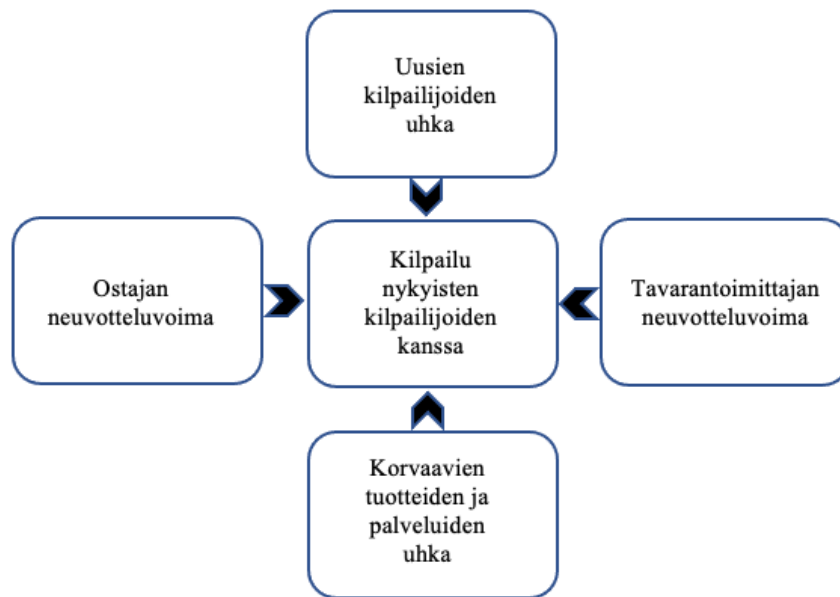 Uusien
kilpailijoiden
uhka
Ostajan
neuvotteluvoima
Kilpailu
nykyisten
kilpailijoiden
kanssa
Tavarantoimittajan
neuvotteluvoima
Korvaavien
tuotteiden ja
palveluiden
uhka